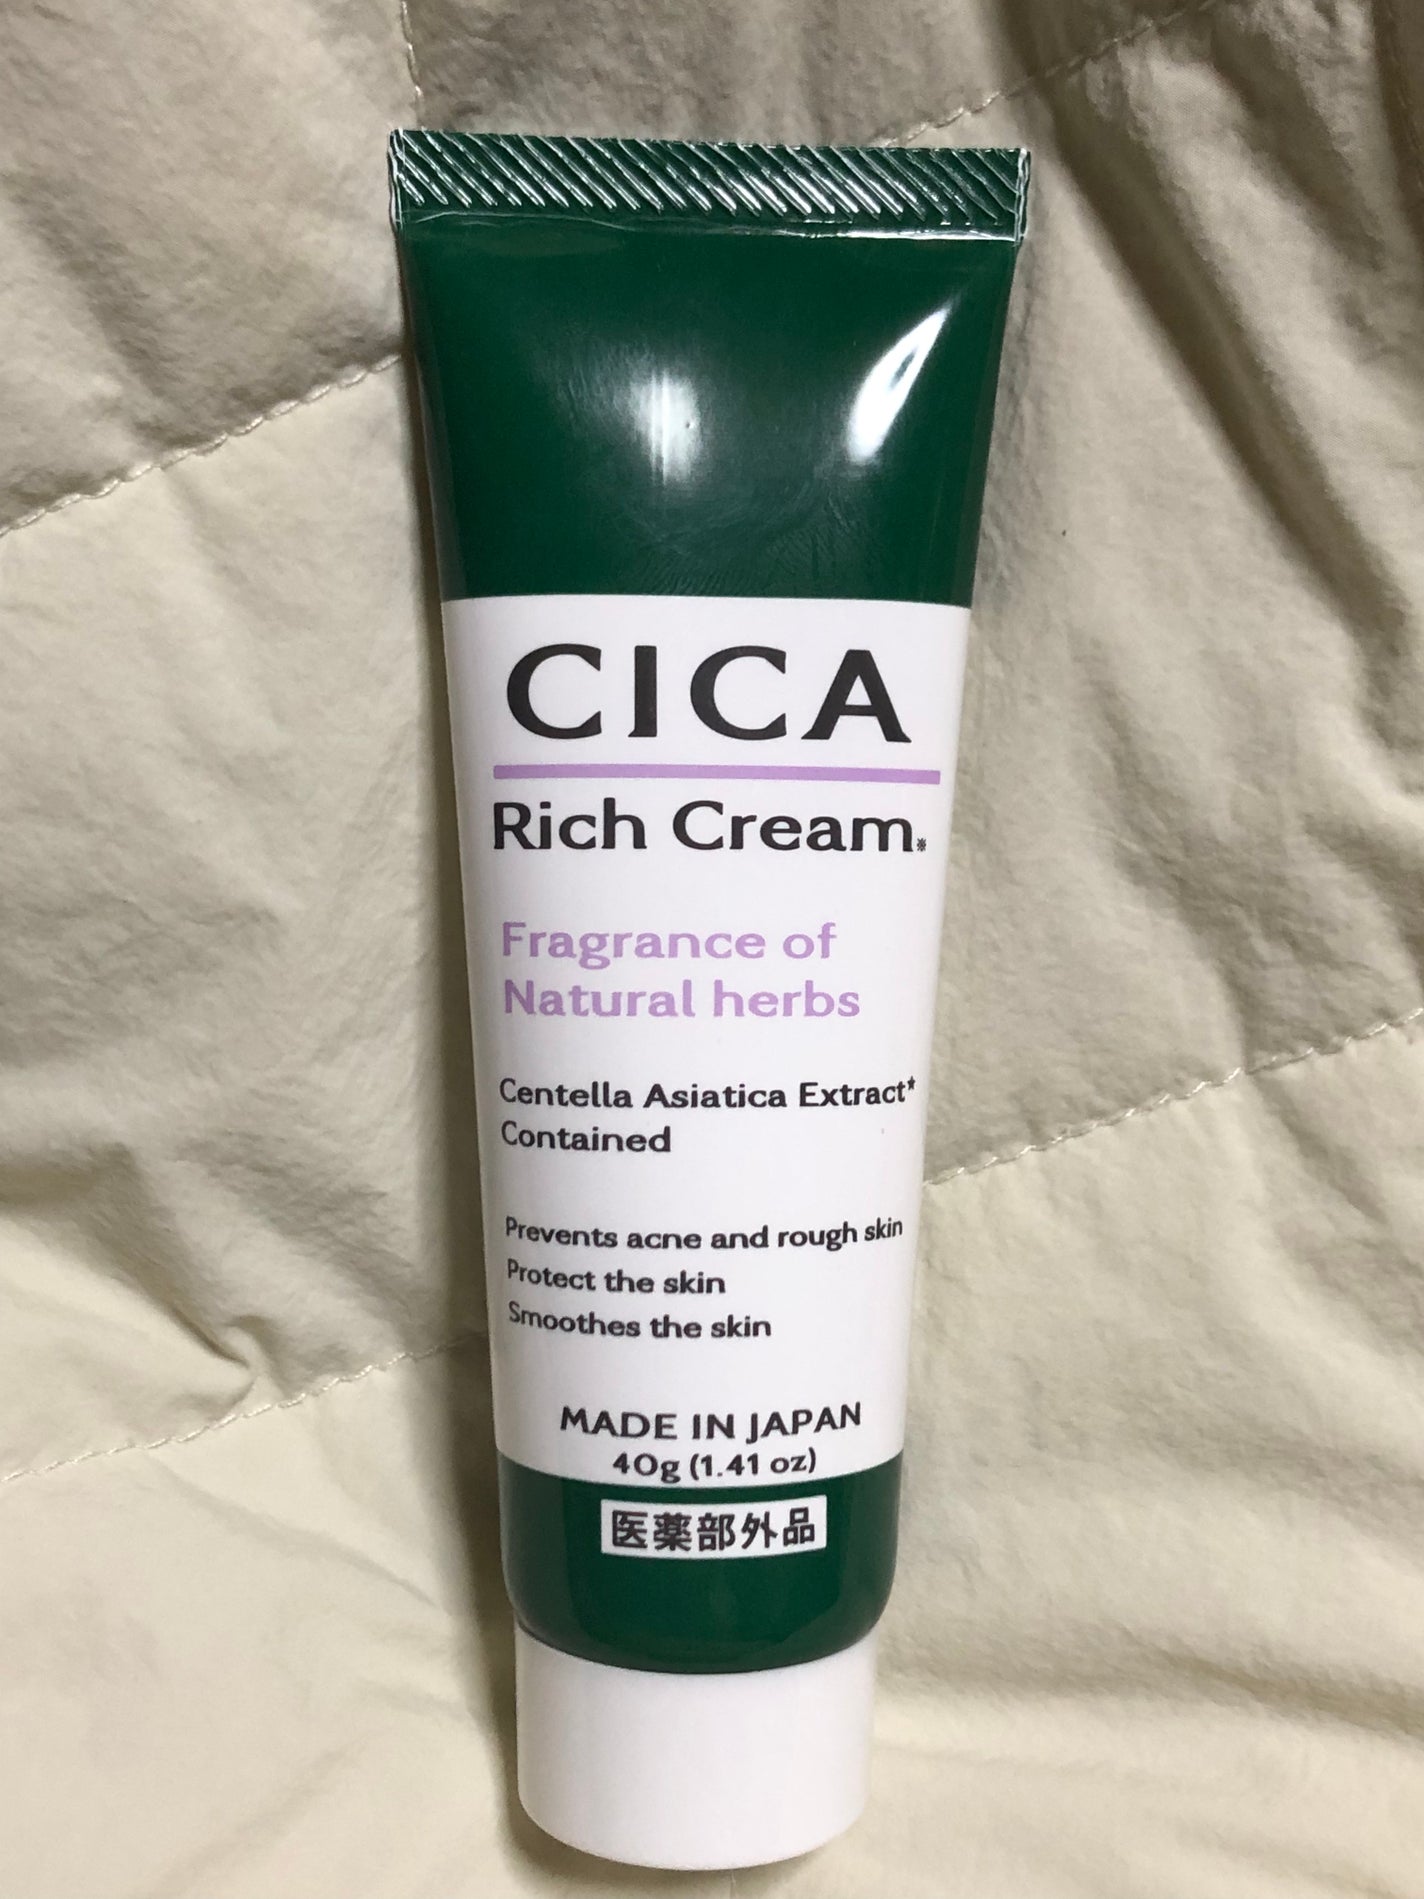 CICA
Rich Cream※
Fragrance of
Natural herbs
Centella Asiatica Extract*
Contained
Prevents acne and rough skin
Protect the skin
Smoothes the skin
MADE IN JAPAN
40g (1.41 oz)
医薬部外品